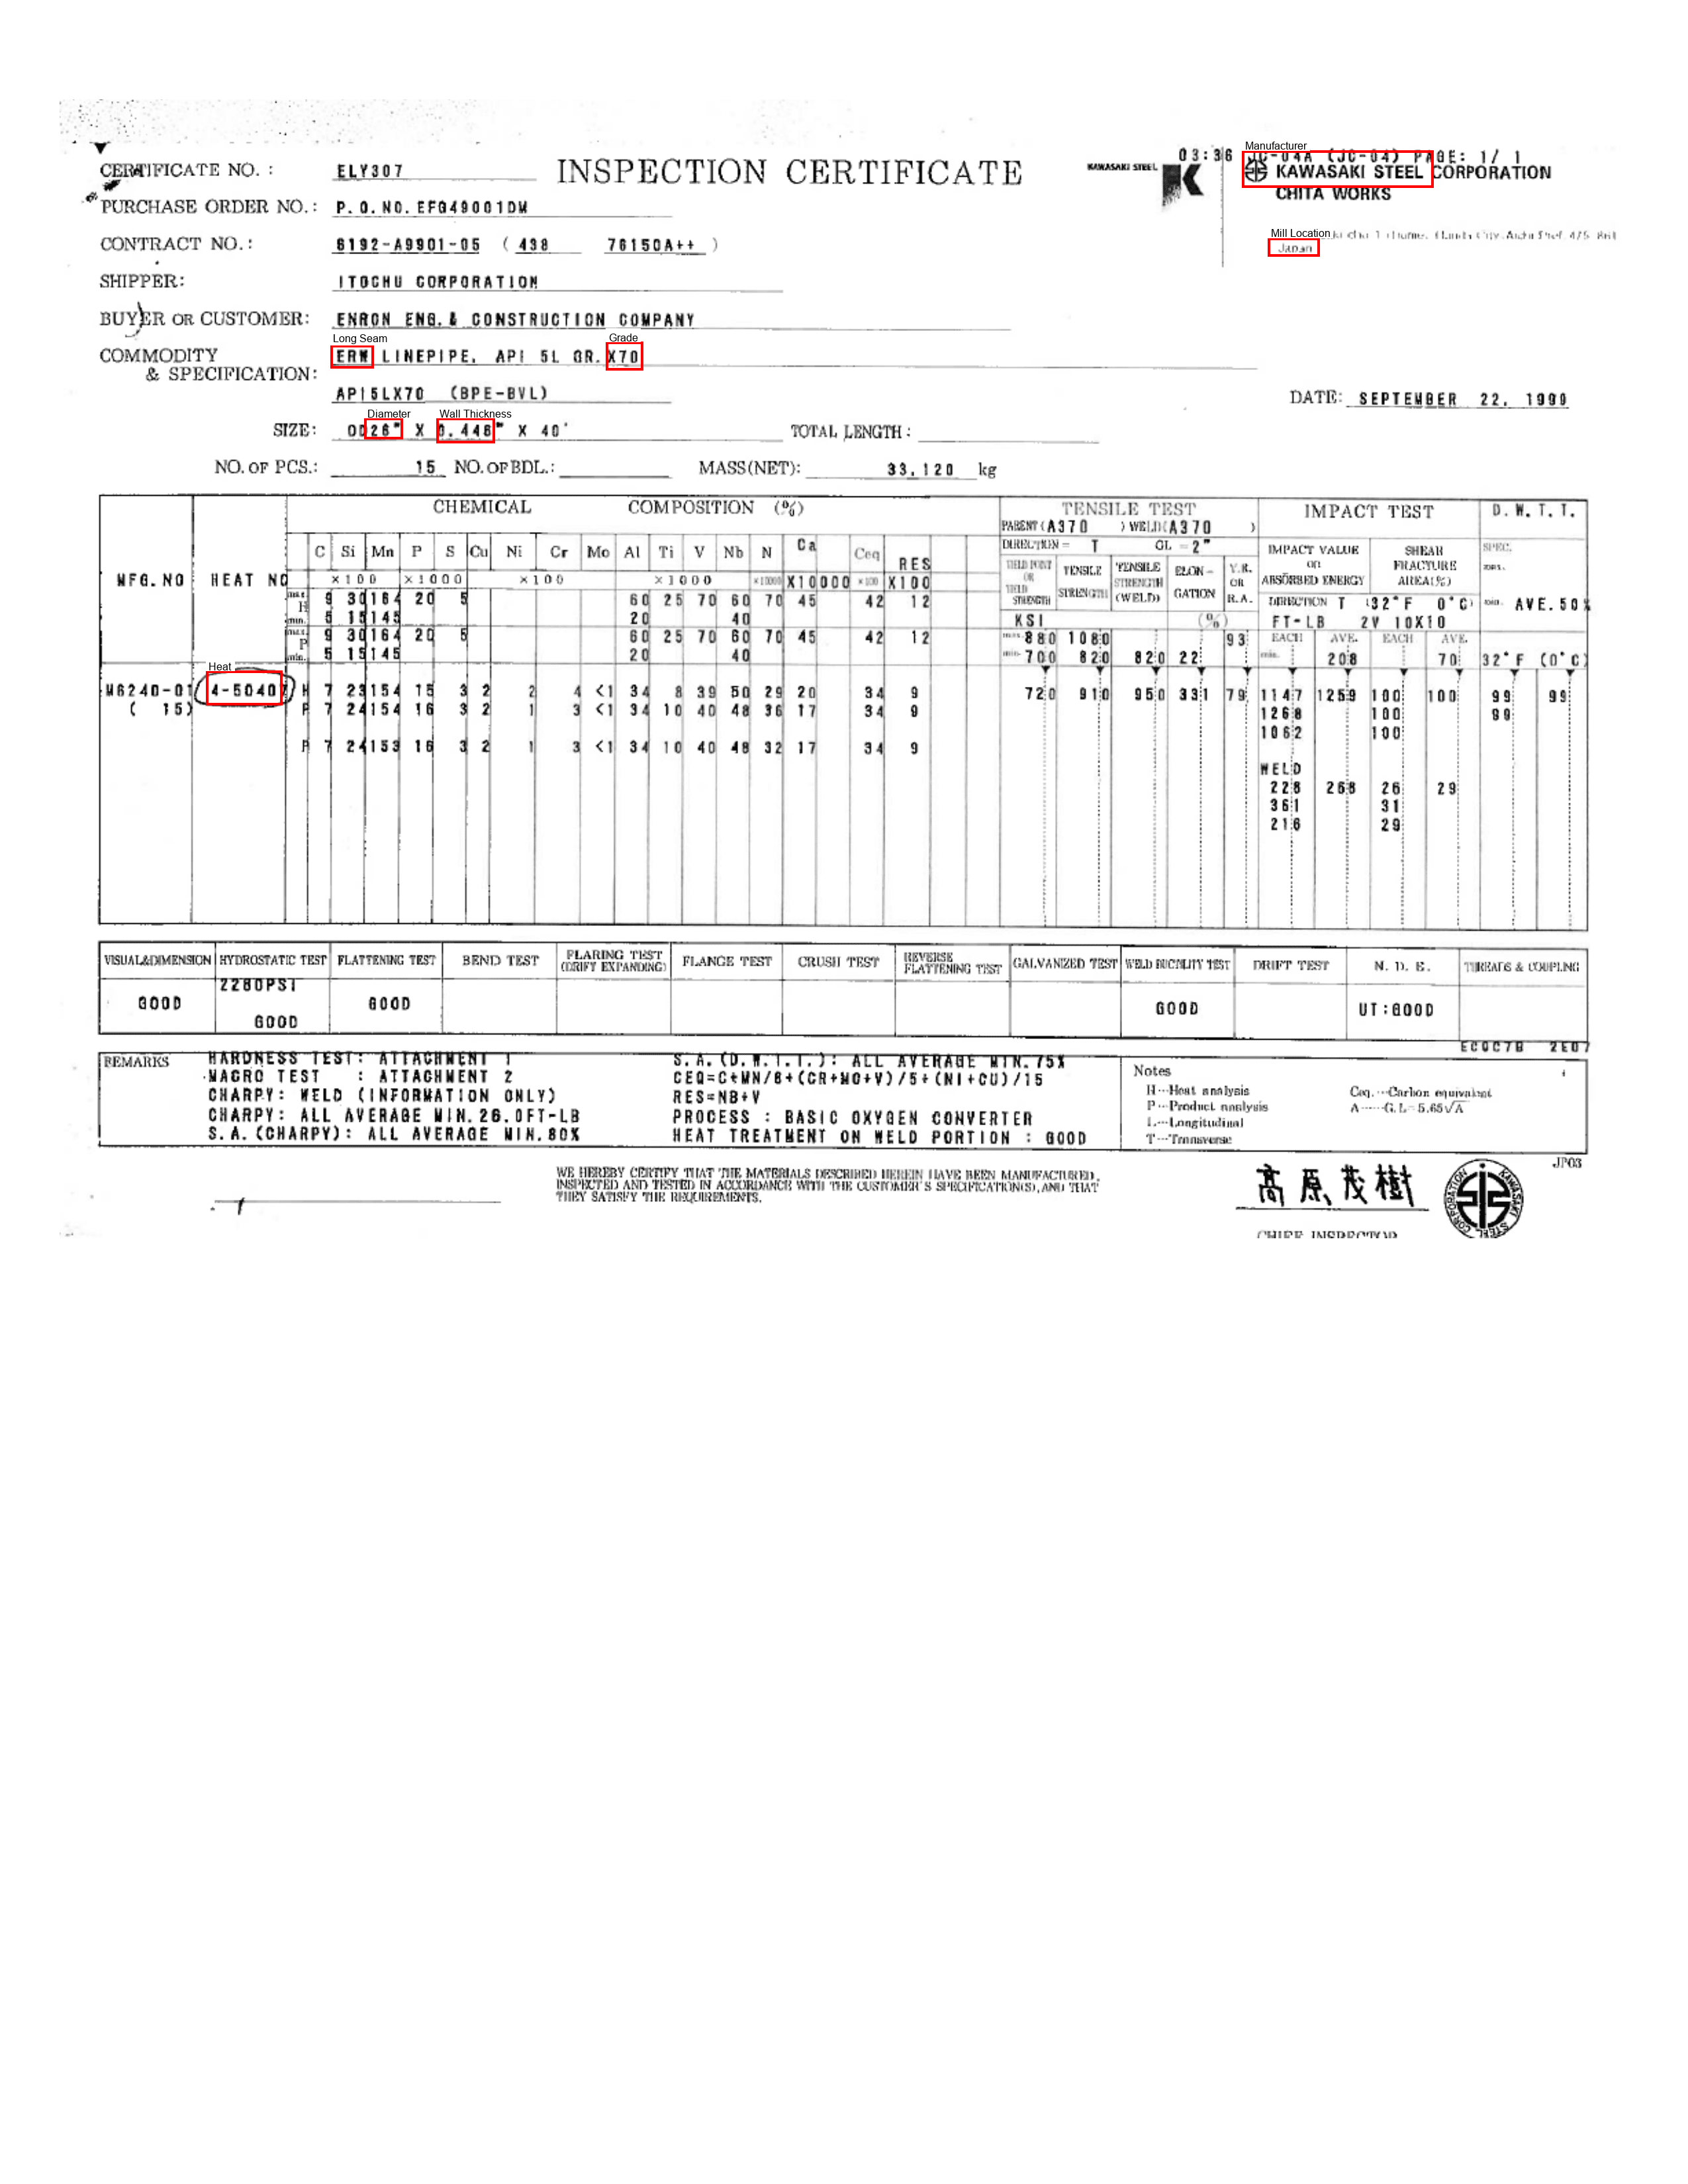 CERTIFICATE NO. : ELY307
INSPECTION CERTIFICATE
KAWASAKI STEEL
03:36
Manufacturer
JC-04A (JC-04) PAGE: 1/ 1
KAWASAKI STEEL CORPORATION
CHITA WORKS
PURCHASE ORDER NO.: P.O.NO.EFG49001DM
Mill Location
Japan
CONTRACT NO.: 6192-A9901-05 ( 438 76150A++ )
SHIPPER: ITOCHU CORPORATION
BUYER OR CUSTOMER: ENRON ENG.& CONSTRUCTION COMPANY
Long Seam Grade
COMMODITY & SPECIFICATION: ERW LINEPIPE, API 5L GR.X70
API5LX70 (BPE-BVL)
DATE: SEPTEMBER 22, 1999
Diameter Wall Thickness
SIZE: OD26" X 0.446" X 40' TOTAL LENGTH:
NO. OF PCS.: 15 NO. OF BDL.: MASS(NET): 33,120 kg
CHEMICAL COMPOSITION (%)
TENSILE TEST
IMPACT TEST
D.W.T.T.
PARENT(A370 ) WELD(A370 )
DIRECTION = T GL = 2"
MFG.NO HEAT NO C Si Mn P S Cu Ni Cr Mo Al Ti V Nb N Ca Ceq RES
×100 ×1000 ×100 ×1000 ×10000 X10000 ×100 X100
YIELD POINT OR YIELD STRENGTH
TENSILE STRENGTH
TENSILE STRENGTH (WELD)
ELONGATION
Y.R. OR R.A.
IMPACT VALUE OR ABSORBED ENERGY
SHEAR FRACTURE AREA(%)
SPEC.
DIRECTION T (32°F 0°C)
min. AVE.50%
KSI (%) FT-LB 2V 10X10
EACH AVE. EACH AVE.
H max. 9 30 164 20 5 60 25 70 60 70 45 42 12
min. 5 15 145 20 40
P max. 9 30 164 20 5 60 25 70 60 70 45 42 12
min. 5 15 145 20 40
max. 880 1080 93
min. 700 820 820 22 min. 208 70 32°F (0°C)
Heat
M6240-01 4-5040 H 7 23 154 15 3 2 2 4 <1 34 8 39 50 29 20 34 9 720 910 950 331 79 1147 1259 100 100 99 99
( 15) P 7 24 154 16 3 2 1 3 <1 34 10 40 48 36 17 34 9 1268 100 99
1062 100
P 7 24 153 16 3 2 1 3 <1 34 10 40 48 32 17 34 9
WELD
228 268 26 29
361 31
216 29
VISUAL&DIMENSION HYDROSTATIC TEST FLATTENING TEST BEND TEST FLARING TEST (DRIFT EXPANDING) FLANGE TEST CRUSH TEST REVERSE FLATTENING TEST GALVANIZED TEST WELD DUCTILITY TEST DRIFT TEST N. D. E. THREADS & COUPLING
2280PSI
GOOD GOOD GOOD GOOD UT:GOOD
REMARKS
HARDNESS TEST: ATTACHMENT 1
MACRO TEST : ATTACHMENT 2
CHARPY: WELD (INFORMATION ONLY)
CHARPY: ALL AVERAGE MIN.26.0FT-LB
S.A.(CHARPY): ALL AVERAGE MIN.80%
S.A.(D.W.T.T.): ALL AVERAGE MIN.75%
CEQ=C+MN/6+(CR+MO+V)/5+(NI+CU)/15
RES=NB+V
PROCESS : BASIC OXYGEN CONVERTER
HEAT TREATMENT ON WELD PORTION : GOOD
Notes
H···Heat analysis
P···Product analysis
L···Longitudinal
T···Transverse
Ceq.···Carbon equivalent
A······G.L=5.65√A
JP03
WE HEREBY CERTIFY THAT THE MATERIALS DESCRIBED HEREIN HAVE BEEN MANUFACTURED,
INSPECTED AND TESTED IN ACCORDANCE WITH THE CUSTOMER'S SPECIFICATION(S), AND THAT
THEY SATISFY THE REQUIREMENTS.
高原茂樹
CHIEF INSPECTOR
KAWASAKI STEEL CORPORATION